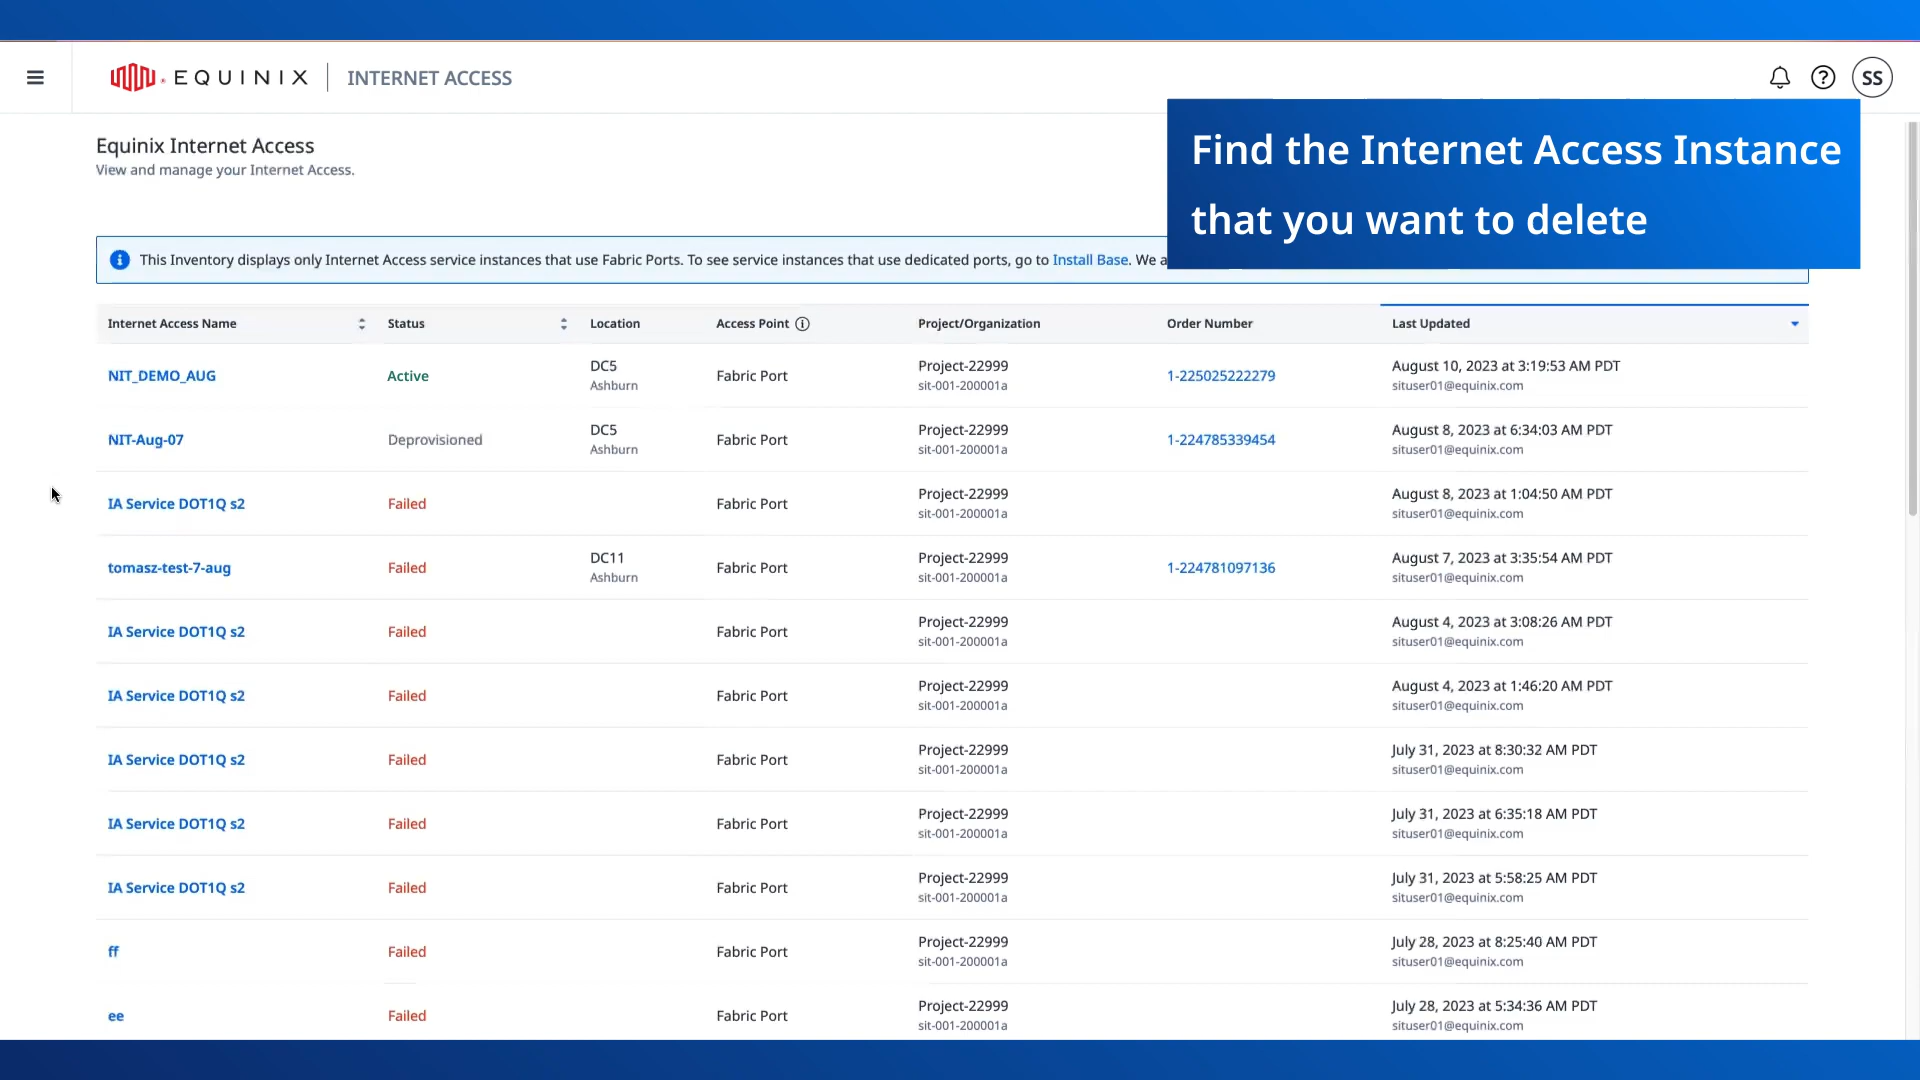 EQUINIX INTERNET ACCESS
SS
Find the Internet Access Instance
that you want to delete
Equinix Internet Access
View and manage your Internet Access.
This Inventory displays only Internet Access service instances that use Fabric Ports. To see service instances that use dedicated ports, go to Install Base. We a
Internet Access Name Status Location Access Point Project/Organization Order Number Last Updated
NIT_DEMO_AUG Active DC5 Fabric Port Project-22999 1-225025222279 August 10, 2023 at 3:19:53 AM PDT
Ashburn sit-001-200001a situser01@equinix.com
NIT-Aug-07 Deprovisioned DC5 Fabric Port Project-22999 1-224785339454 August 8, 2023 at 6:34:03 AM PDT
Ashburn sit-001-200001a situser01@equinix.com
IA Service DOT1Q s2 Failed Fabric Port Project-22999 August 8, 2023 at 1:04:50 AM PDT
sit-001-200001a situser01@equinix.com
tomasz-test-7-aug Failed DC11 Fabric Port Project-22999 1-224781097136 August 7, 2023 at 3:35:54 AM PDT
Ashburn sit-001-200001a situser01@equinix.com
IA Service DOT1Q s2 Failed Fabric Port Project-22999 August 4, 2023 at 3:08:26 AM PDT
sit-001-200001a situser01@equinix.com
IA Service DOT1Q s2 Failed Fabric Port Project-22999 August 4, 2023 at 1:46:20 AM PDT
sit-001-200001a situser01@equinix.com
IA Service DOT1Q s2 Failed Fabric Port Project-22999 July 31, 2023 at 8:30:32 AM PDT
sit-001-200001a situser01@equinix.com
IA Service DOT1Q s2 Failed Fabric Port Project-22999 July 31, 2023 at 6:35:18 AM PDT
sit-001-200001a situser01@equinix.com
IA Service DOT1Q s2 Failed Fabric Port Project-22999 July 31, 2023 at 5:58:25 AM PDT
sit-001-200001a situser01@equinix.com
ff Failed Fabric Port Project-22999 July 28, 2023 at 8:25:40 AM PDT
sit-001-200001a situser01@equinix.com
ee Failed Fabric Port Project-22999 July 28, 2023 at 5:34:36 AM PDT
sit-001-200001a situser01@equinix.com